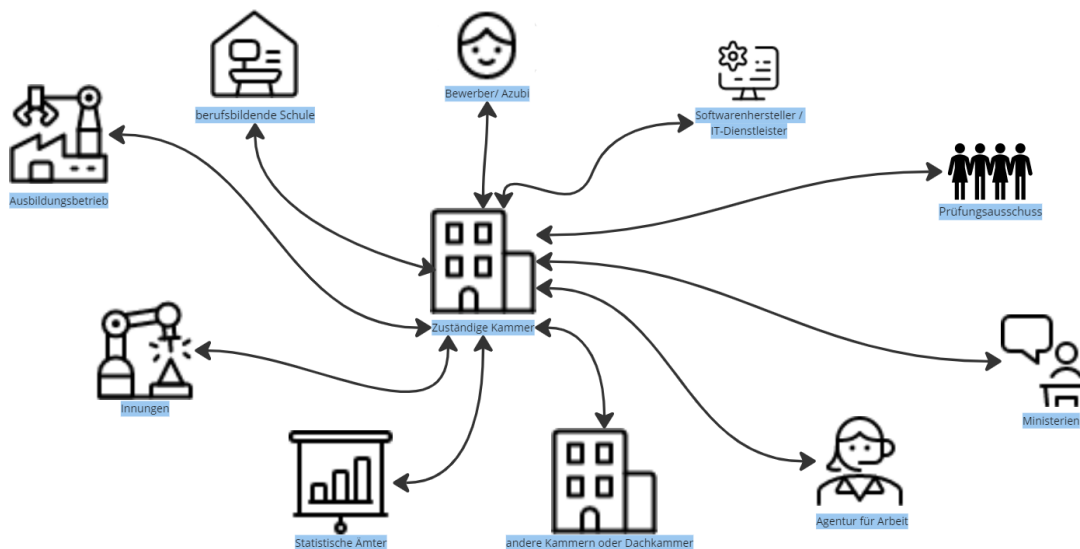 Bewerber/ Azubi
berufsbildende Schule
Softwarenhersteller /
IT-Dienstleister
Ausbildungsbetrieb
Prüfungsausschuss
Zuständige Kammer
Innungen
Ministerien
Agentur für Arbeit
Statistische Ämter
andere Kammern oder Dachkammer